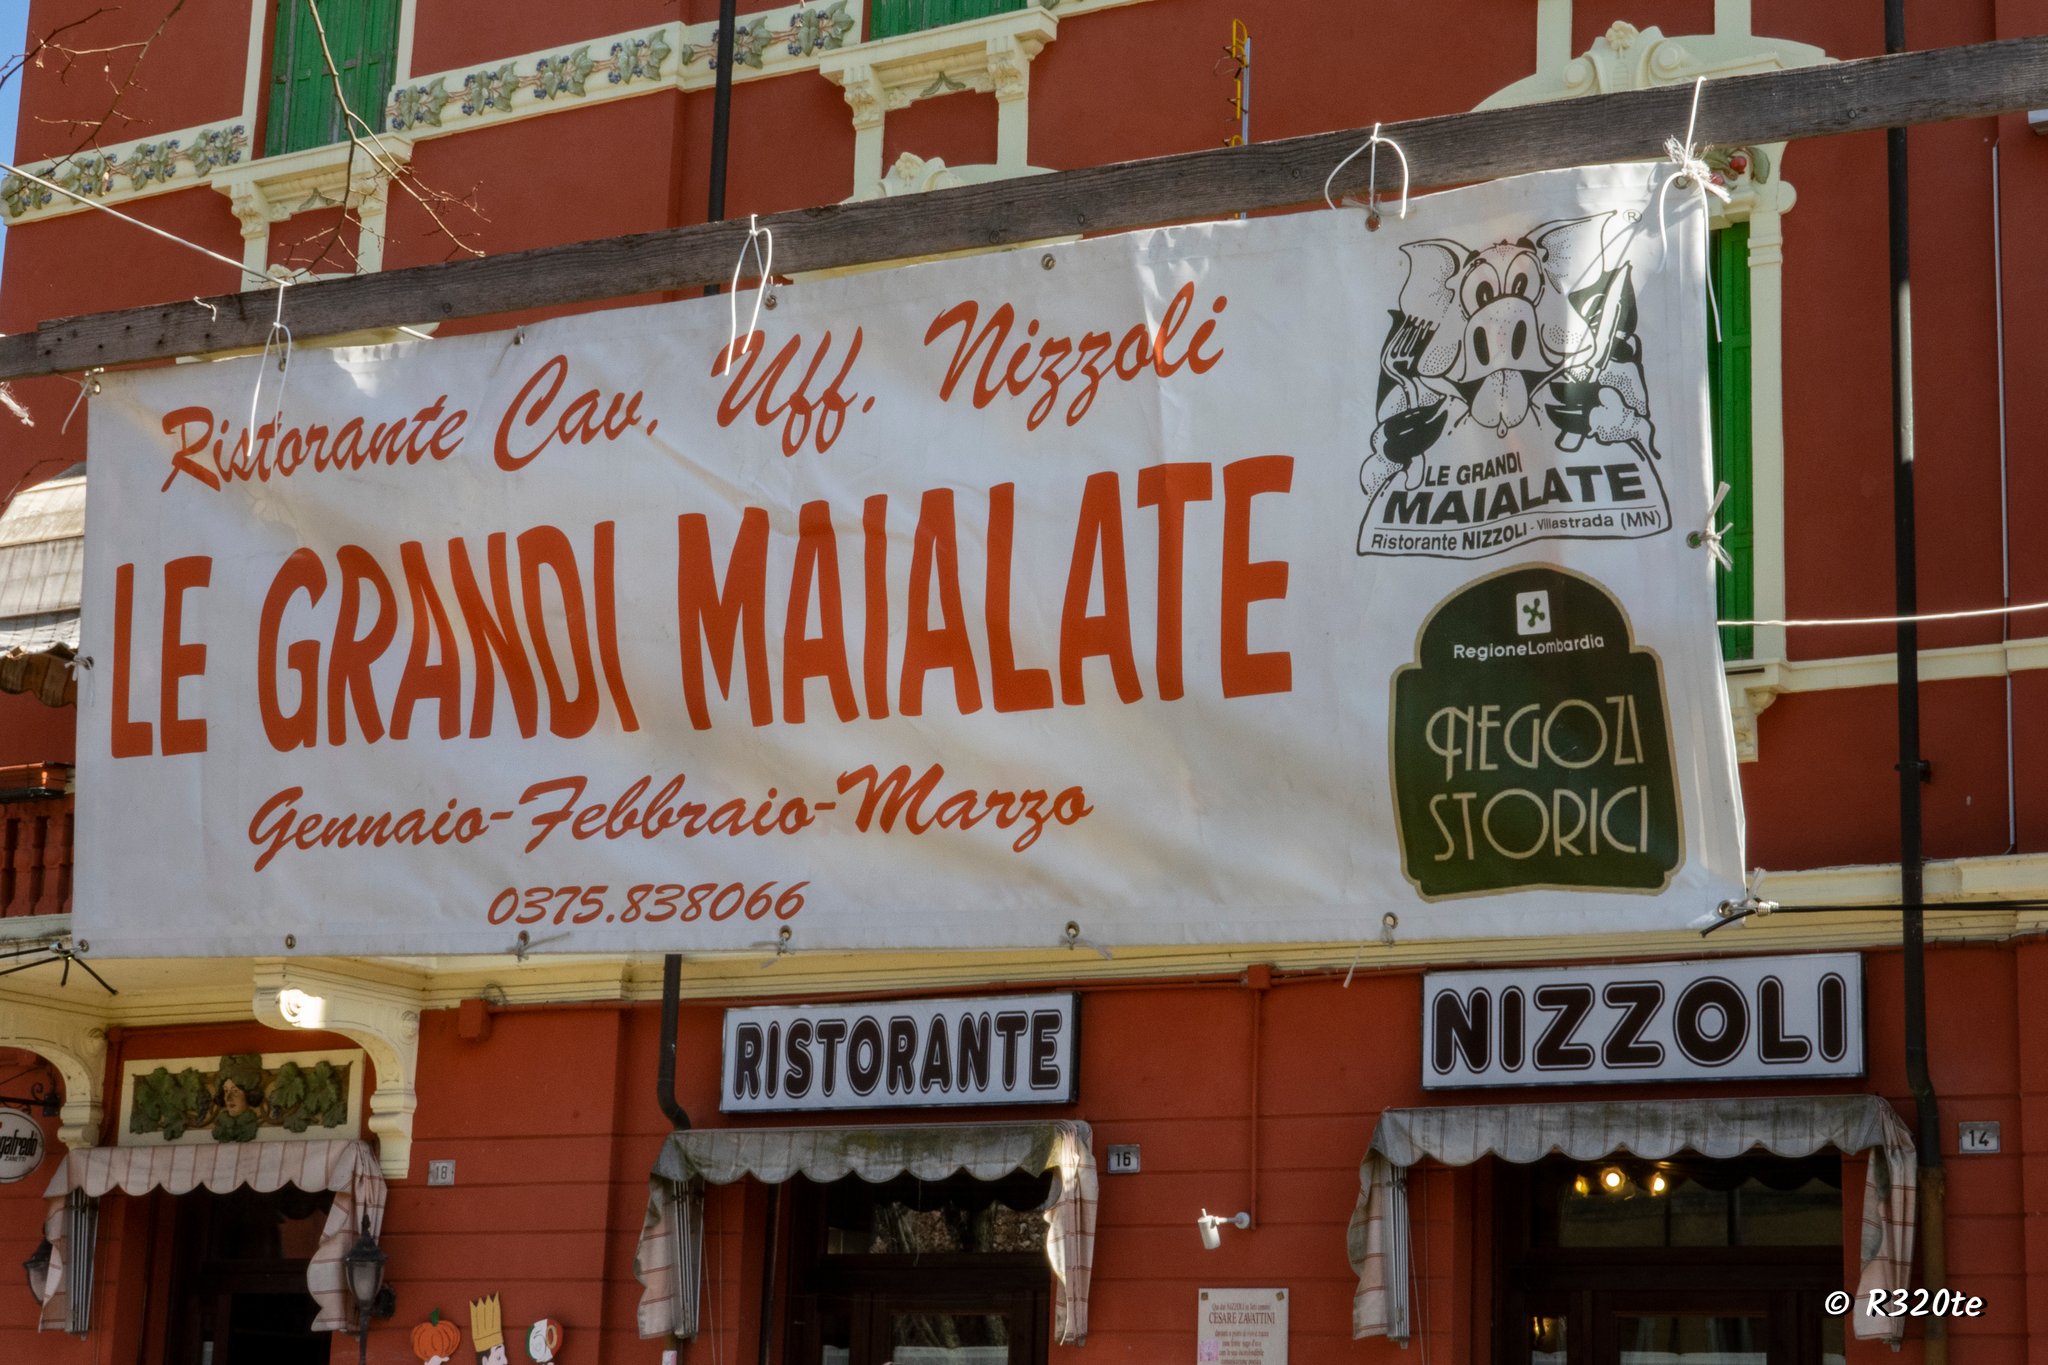 Ristorante Cav. Uff. Nizzoli
LE GRANDI MAIALATE
Gennaio-Febbraio-Marzo
0375.838066
®
LE GRANDI
MAIALATE
Ristorante NIZZOLI - Villastrada (MN)
RegioneLombardia
NEGOZI
STORICI
RISTORANTE
NIZZOLI
18
16
14
ZANETTI
CESARE ZAVATTINI
© R320te